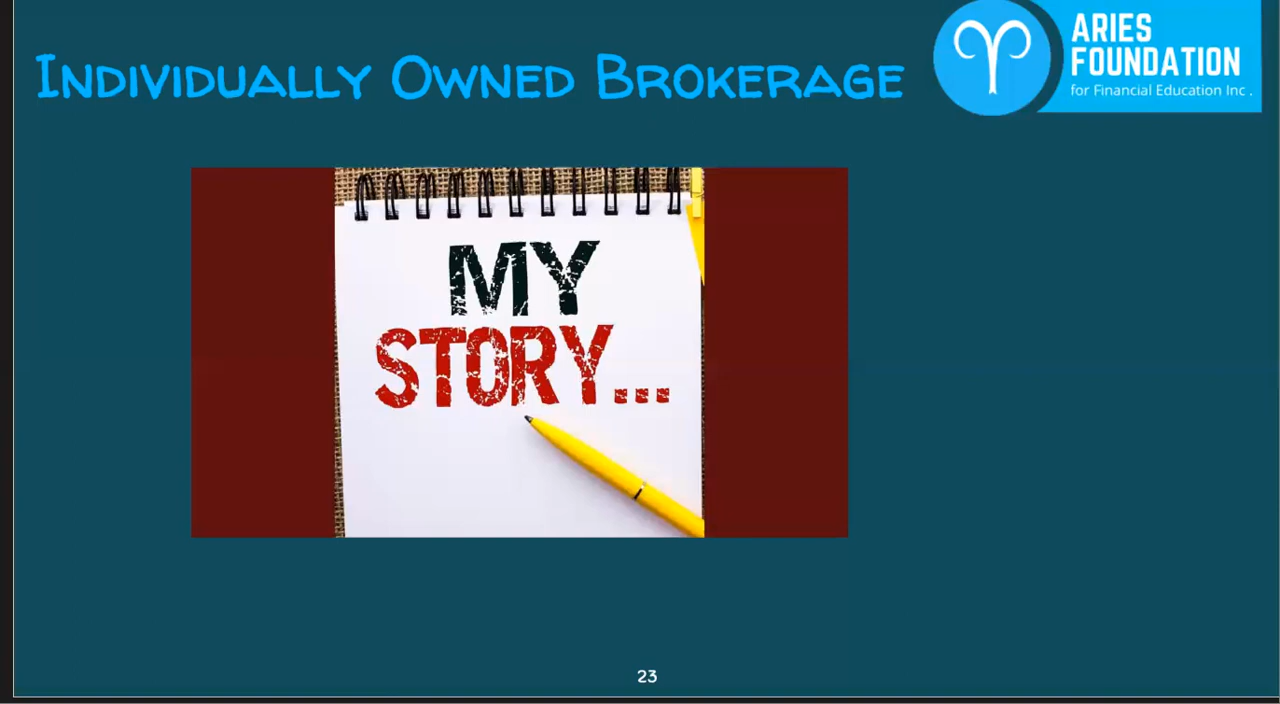 Individually Owned Brokerage
ARIES
FOUNDATION
for Financial Education Inc .
MY
STORY...
23